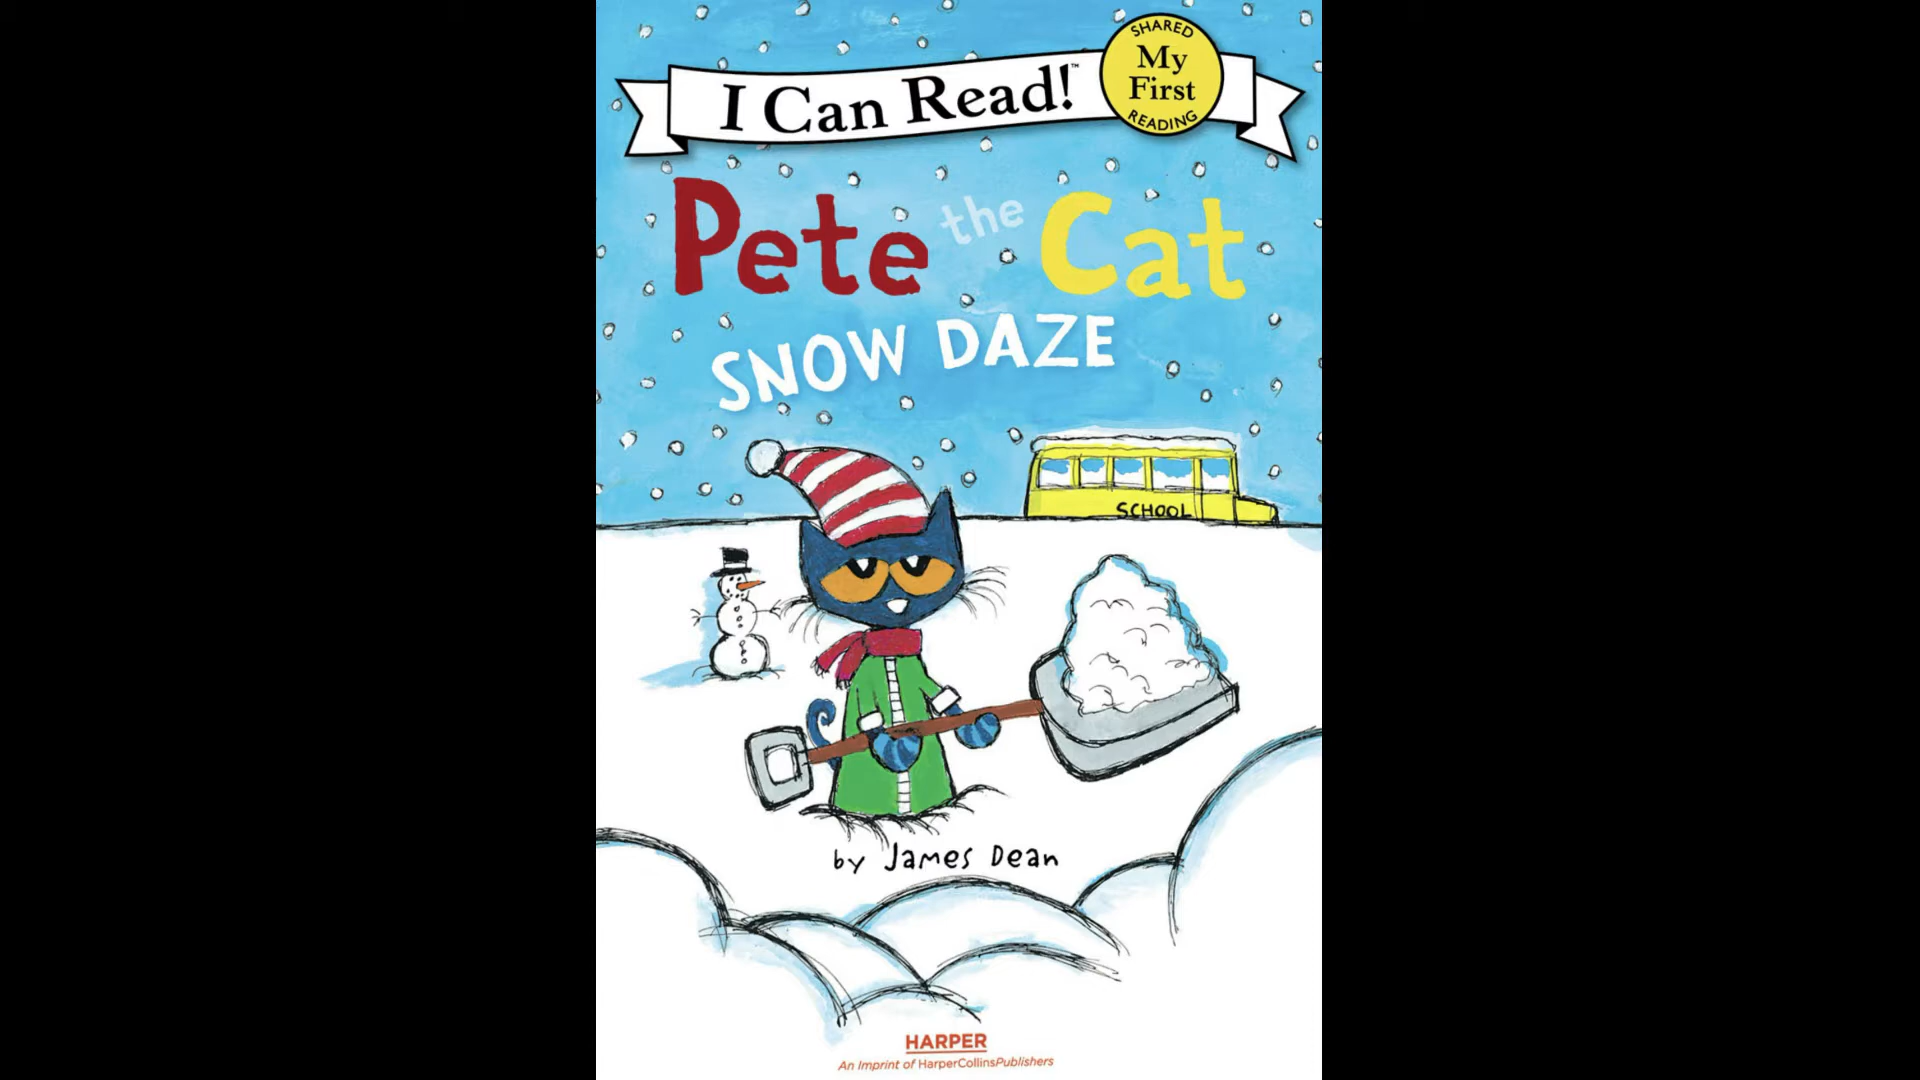 SHARED
My
First
READING
I Can Read!™
Pete the Cat
SNOW DAZE
SCHOOL
by James Dean
HARPER
An Imprint of HarperCollinsPublishers